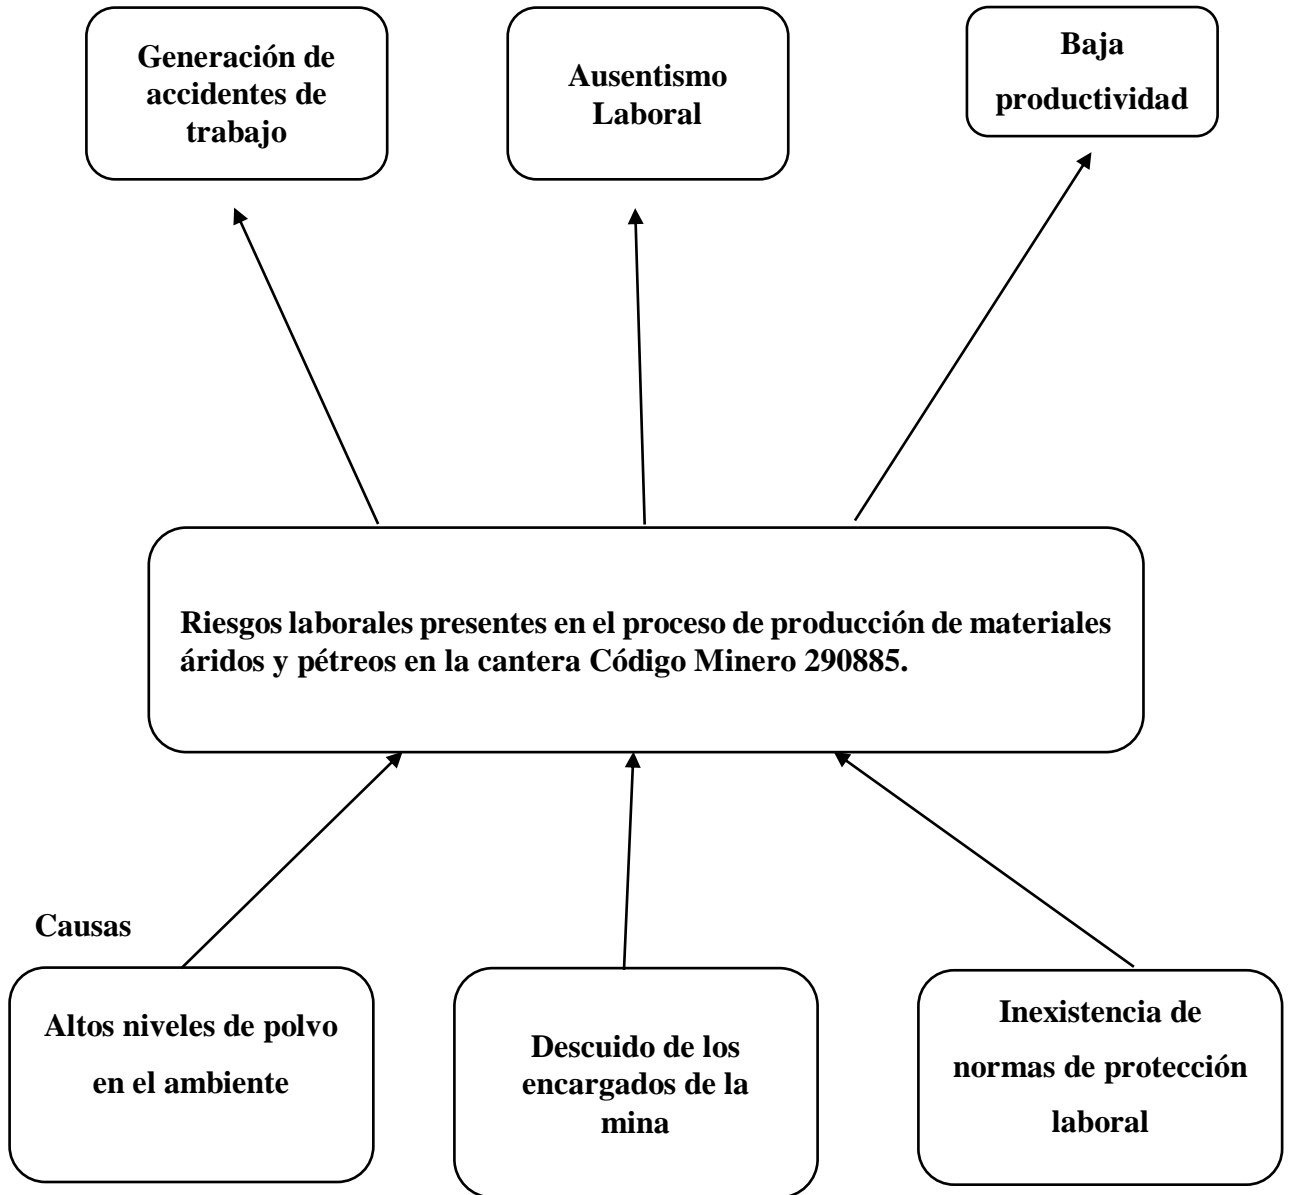 Generación de
accidentes de
trabajo
Ausentismo
Laboral
Baja
productividad
Riesgos laborales presentes en el proceso de producción de materiales
áridos y pétreos en la cantera Código Minero 290885.
Causas
Altos niveles de polvo
en el ambiente
Descuido de los
encargados de la
mina
Inexistencia de
normas de protección
laboral